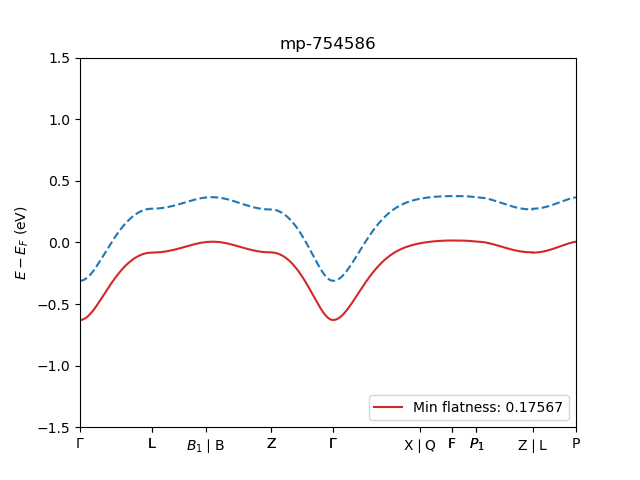 mp-754586
E − E_F (eV)
1.5
1.0
0.5
0.0
−0.5
−1.0
−1.5
Min flatness: 0.17567
Γ L B₁ | B Z Γ X | Q F P₁ Z | L P